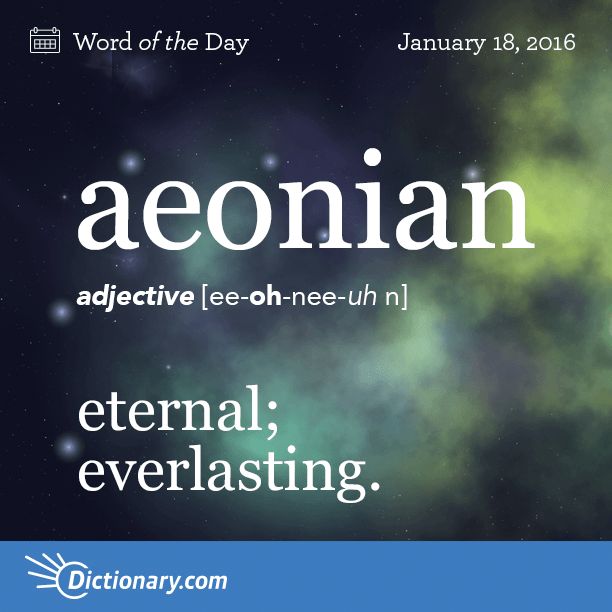 Word of the Day
January 18, 2016
aeonian
adjective [ee-oh-nee-uh n]
eternal;
everlasting.
Dictionary.com